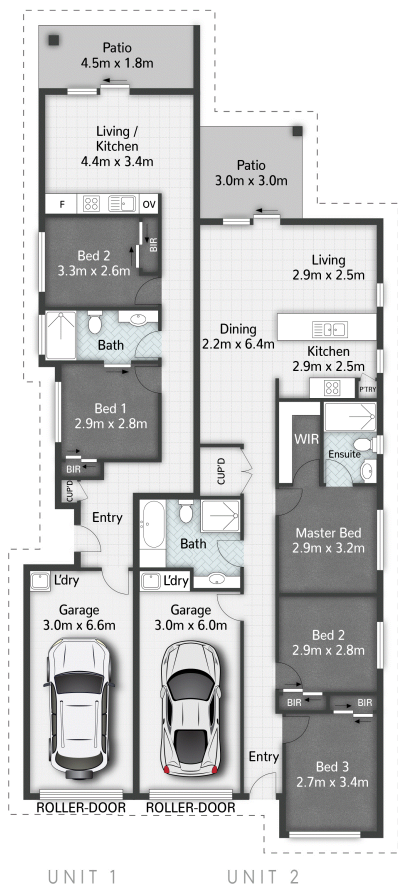 Patio
4.5m x 1.8m
Living /
Kitchen
4.4m x 3.4m
F
OV
Bed 2
3.3m x 2.6m
BIR
Bath
Bed 1
2.9m x 2.8m
BIR
CUP'D
Entry
L'dry
Garage
3.0m x 6.6m
ROLLER-DOOR
Patio
3.0m x 3.0m
Living
2.9m x 2.5m
Dining
2.2m x 6.4m
Kitchen
2.9m x 2.5m
P'TRY
WIR
Ensuite
CUP'D
Master Bed
2.9m x 3.2m
Bath
L'dry
Garage
3.0m x 6.0m
Bed 2
2.9m x 2.8m
BIR
BIR
Bed 3
2.7m x 3.4m
Entry
ROLLER-DOOR
UNIT 1
UNIT 2